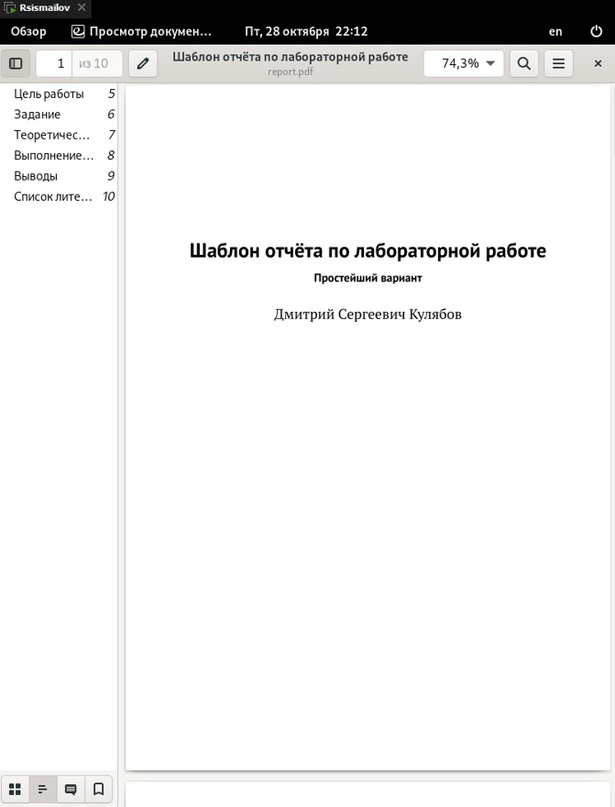 Rsismailov
Обзор Просмотр докумен... Пт, 28 октября 22:12 en
1 из 10 Шаблон отчёта по лабораторной работе 74,3%
report.pdf
Цель работы 5
Задание 6
Теоретичес... 7
Выполнение... 8
Выводы 9
Список лите... 10
Шаблон отчёта по лабораторной работе
Простейший вариант
Дмитрий Сергеевич Кулябов